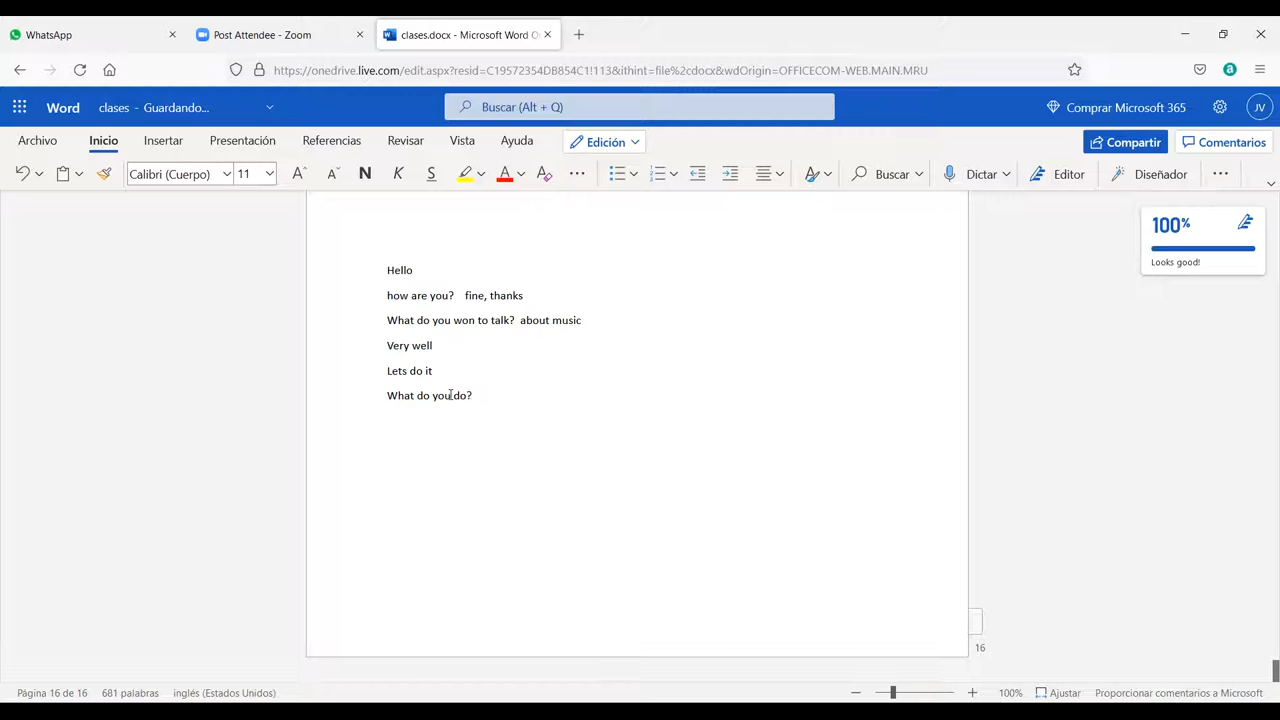 WhatsApp
Post Attendee - Zoom
clases.docx - Microsoft Word O
https://onedrive.live.com/edit.aspx?resid=C19572354D8854C1!113&ithint=file%2cdocx&wdOrigin=OFFICECOM-WEB.MAIN.MRU
Word clases - Guardando... Buscar (Alt + Q) Comprar Microsoft 365 JV
Archivo Inicio Insertar Presentación Referencias Revisar Vista Ayuda Edición Compartir Comentarios
Calibri (Cuerpo) 11 A A N K S A A Buscar Dictar Editor Diseñador
100%
Looks good!
Hello
how are you? fine, thanks
What do you won to talk? about music
Very well
Lets do it
What do you do?
16
Página 16 de 16 681 palabras inglés (Estados Unidos) 100% Ajustar Proporcionar comentarios a Microsoft